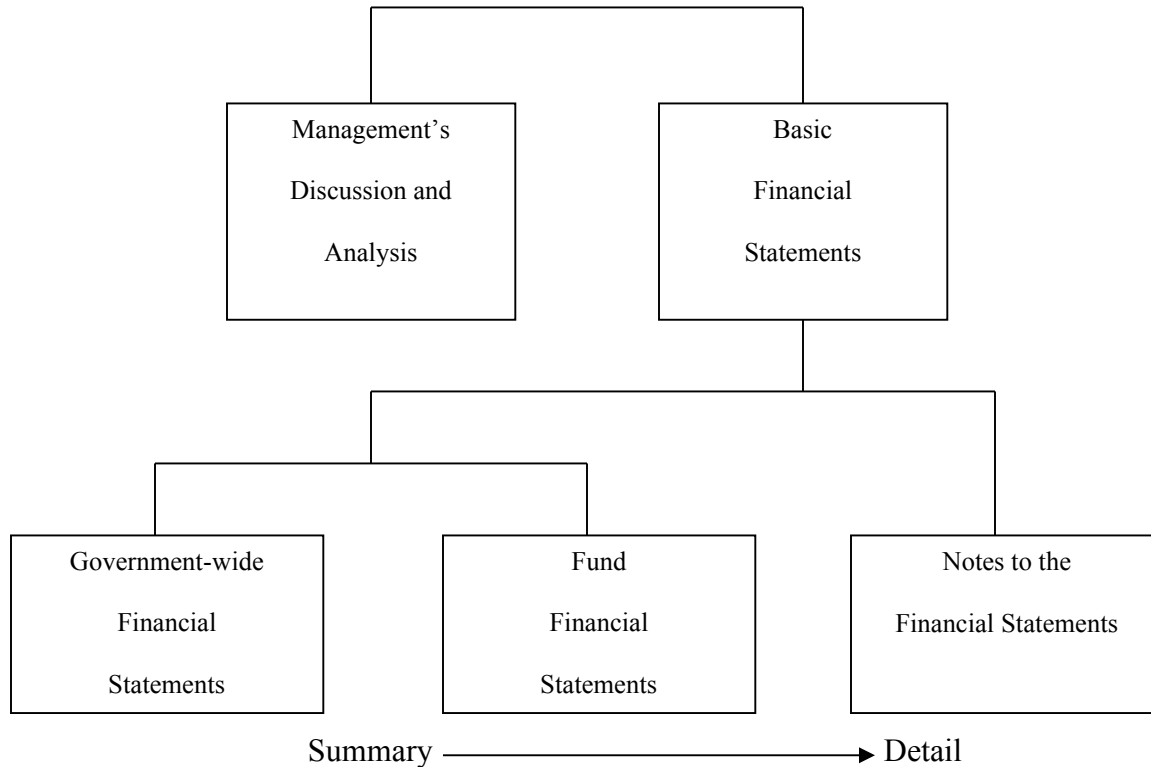 Management’s
Discussion and
Analysis
Basic
Financial
Statements
Government-wide
Financial
Statements
Fund
Financial
Statements
Notes to the
Financial Statements
Summary
Detail